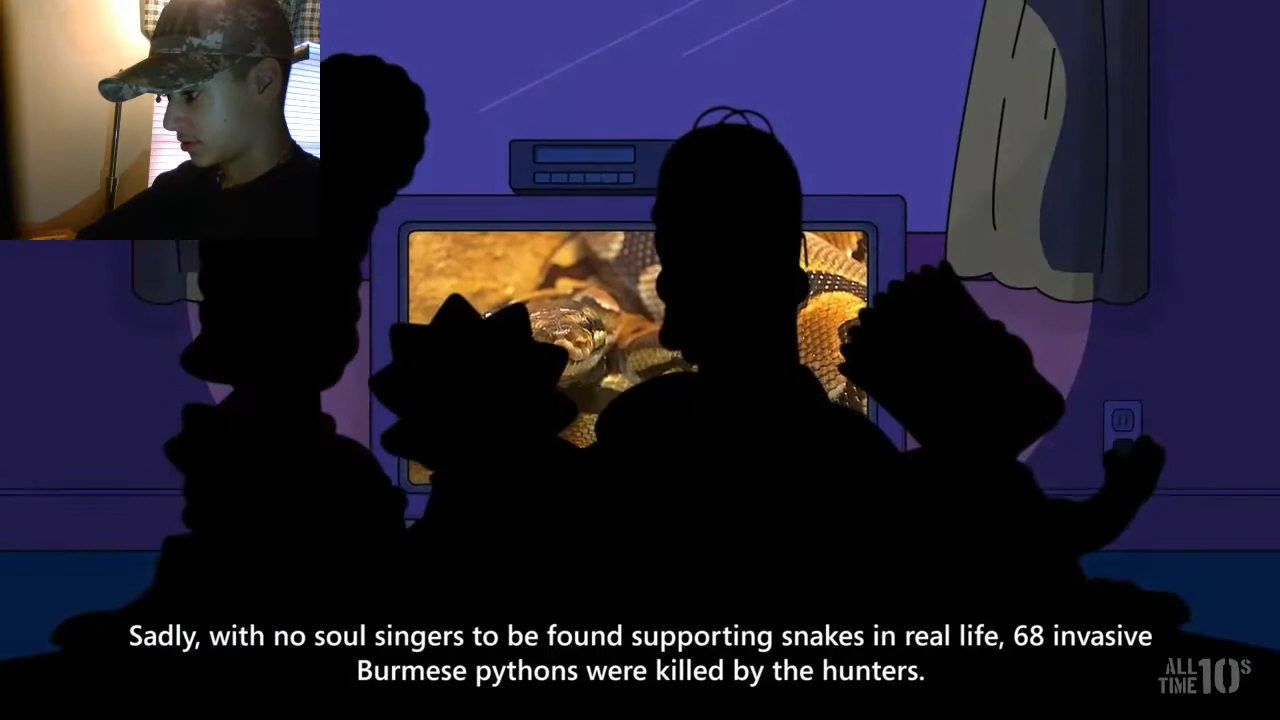 Sadly, with no soul singers to be found supporting snakes in real life, 68 invasive
Burmese pythons were killed by the hunters.
ALL
TIME 10s